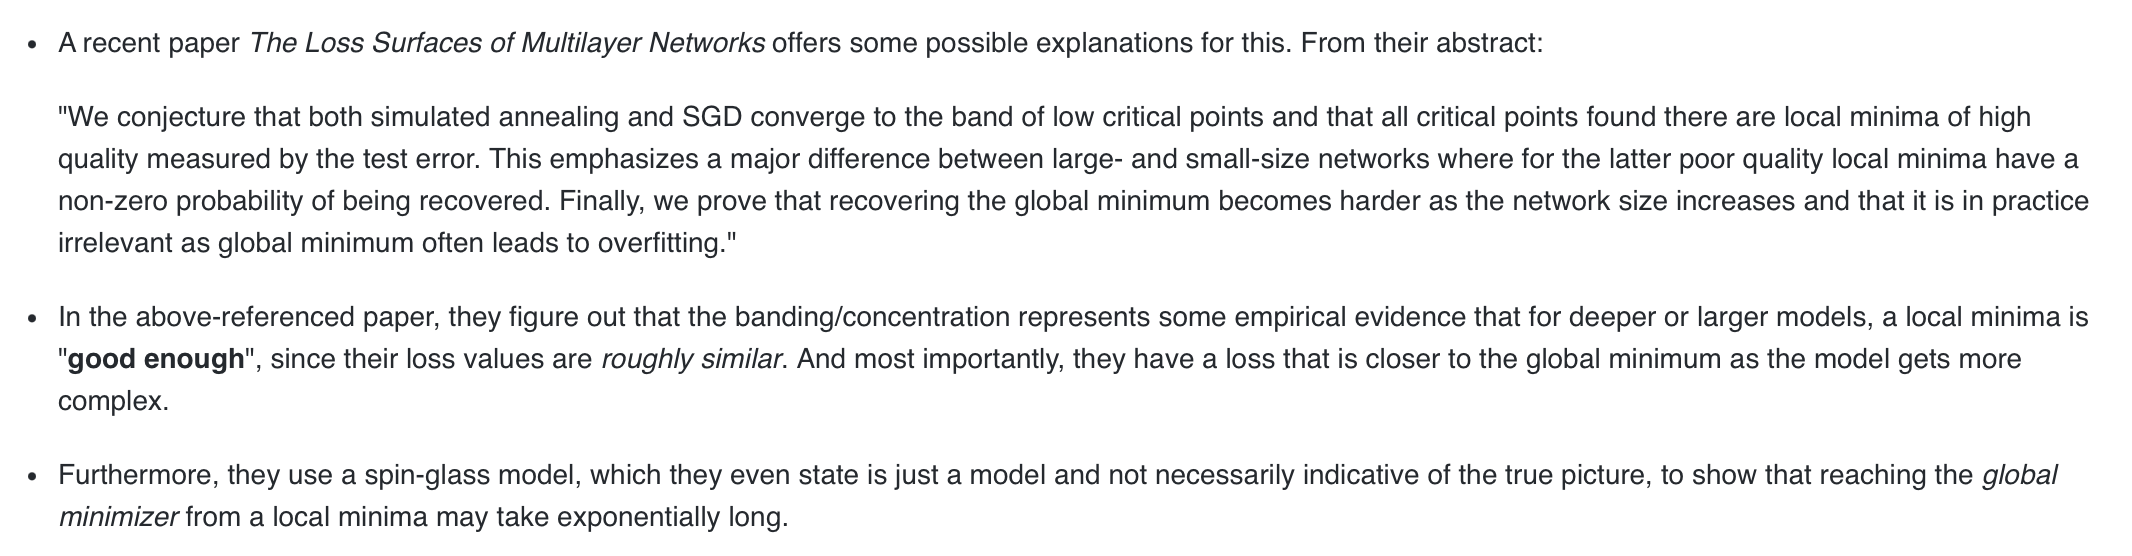 • A recent paper The Loss Surfaces of Multilayer Networks offers some possible explanations for this. From their abstract:
"We conjecture that both simulated annealing and SGD converge to the band of low critical points and that all critical points found there are local minima of high
quality measured by the test error. This emphasizes a major difference between large- and small-size networks where for the latter poor quality local minima have a
non-zero probability of being recovered. Finally, we prove that recovering the global minimum becomes harder as the network size increases and that it is in practice
irrelevant as global minimum often leads to overfitting."
• In the above-referenced paper, they figure out that the banding/concentration represents some empirical evidence that for deeper or larger models, a local minima is
"good enough", since their loss values are roughly similar. And most importantly, they have a loss that is closer to the global minimum as the model gets more
complex.
• Furthermore, they use a spin-glass model, which they even state is just a model and not necessarily indicative of the true picture, to show that reaching the global
minimizer from a local minima may take exponentially long.